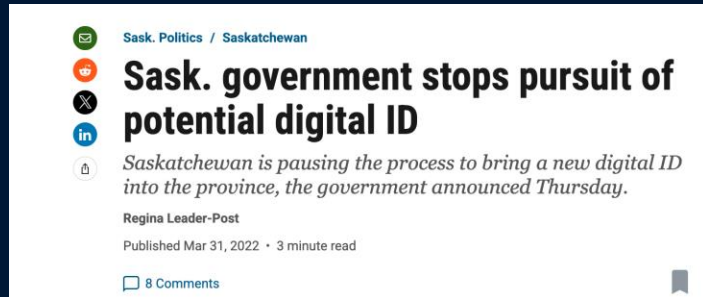 Sask. Politics / Saskatchewan
Sask. government stops pursuit of
potential digital ID
Saskatchewan is pausing the process to bring a new digital ID
into the province, the government announced Thursday.
Regina Leader-Post
Published Mar 31, 2022 • 3 minute read
8 Comments
in